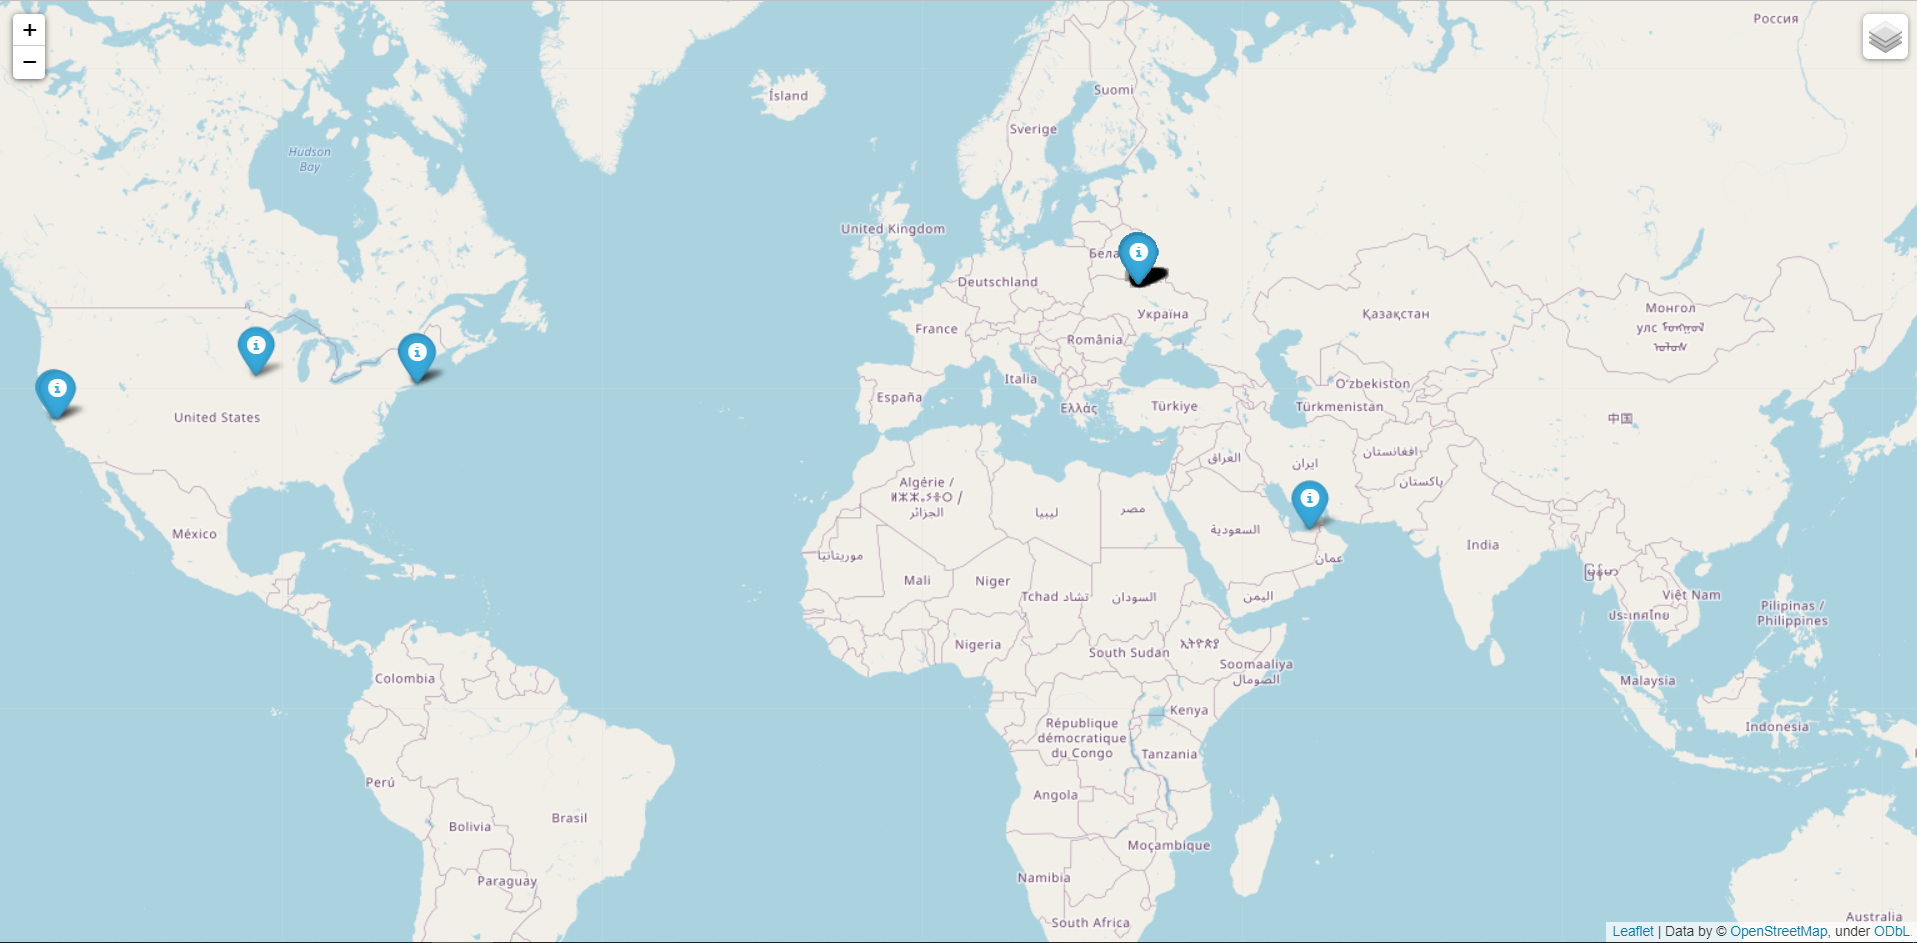 +
−
Россия
Ísland
Suomi
Sverige
Hudson
Bay
United Kingdom
Бела
Deutschland
Україна
France
România
Қазақстан
Монгол
улс
Italia
España
Ελλάς
Türkiye
Oʻzbekiston
Türkmenistan
United States
中国
افغانستان
العراق
ایران
پاکستان
Algérie /
ⵍⵣⵣⴰⵢⴻⵔ /
الجزائر
ليبيا
مصر
السعودية
México
India
عمان
موريتانيا
Mali
Niger
Tchad تشاد
السودان
اليمن
မြန်မာ
Việt Nam
ประเทศไทย
Pilipinas /
Philippines
Nigeria
South Sudan
ኢትዮጵያ
Soomaaliya
الصومال
Colombia
Malaysia
Kenya
République
démocratique
du Congo
Indonesia
Tanzania
Perú
Angola
Brasil
Bolivia
Moçambique
Namibia
Paraguay
South Africa
Australia
Leaflet | Data by © OpenStreetMap, under ODbL.